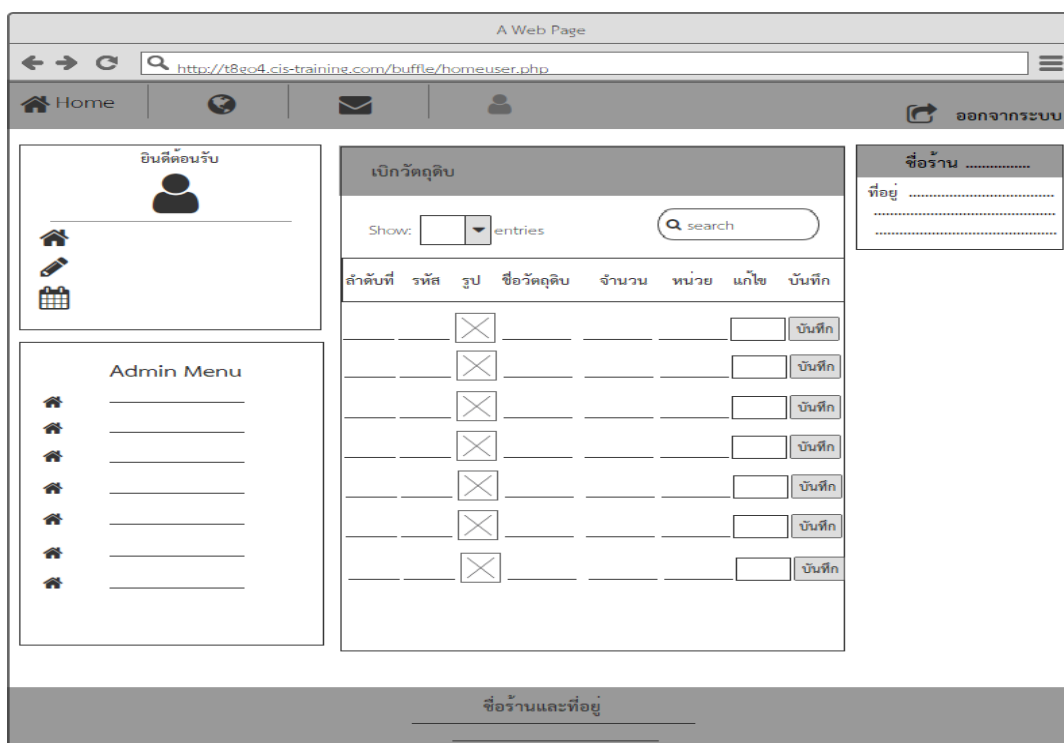 A Web Page
http://t8go4.cis-training.com/buffle/homeuser.php
Home
ออกจากระบบ
ยินดีต้อนรับ
Admin Menu
เบิกวัตถุดิบ
Show: entries
search
ลำดับที่ รหัส รูป ชื่อวัตถุดิบ จำนวน หน่วย แก้ไข บันทึก
บันทึก
บันทึก
บันทึก
บันทึก
บันทึก
บันทึก
บันทึก
ชื่อร้าน ................
ที่อยู่ ....................................
.............................................
.............................................
ชื่อร้านและที่อยู่